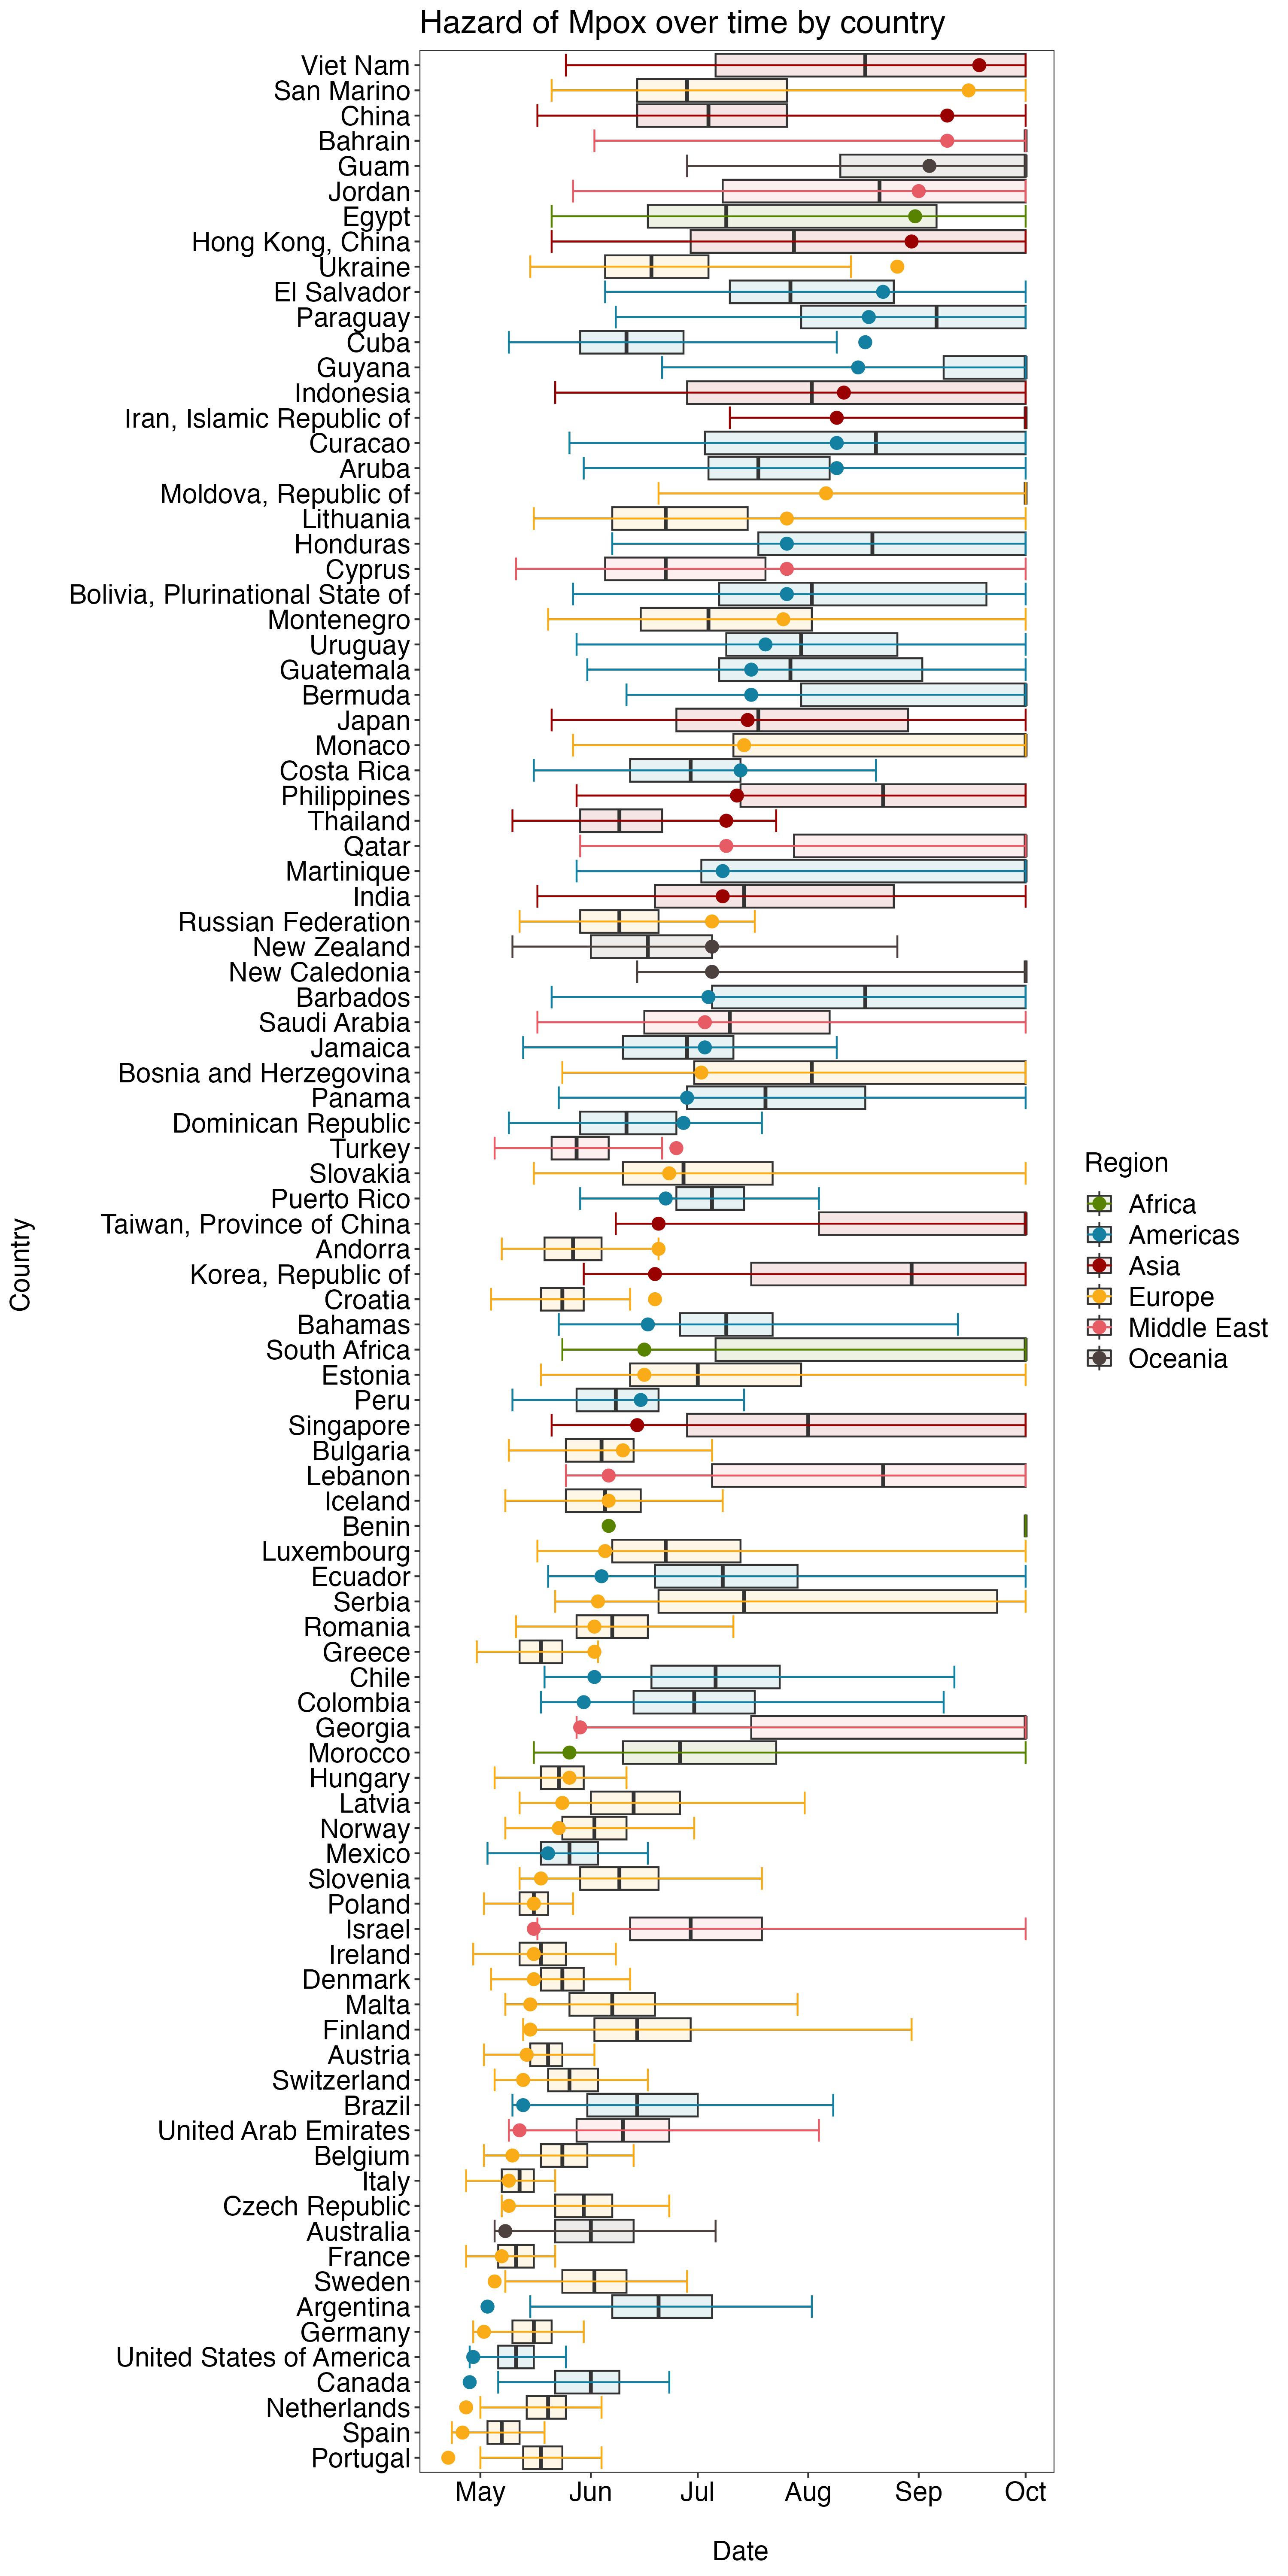 Hazard of Mpox over time by country
Viet Nam
San Marino
China
Bahrain
Guam
Jordan
Egypt
Hong Kong, China
Ukraine
El Salvador
Paraguay
Cuba
Guyana
Indonesia
Iran, Islamic Republic of
Curacao
Aruba
Moldova, Republic of
Lithuania
Honduras
Cyprus
Bolivia, Plurinational State of
Montenegro
Uruguay
Guatemala
Bermuda
Japan
Monaco
Costa Rica
Philippines
Thailand
Qatar
Martinique
India
Russian Federation
New Zealand
New Caledonia
Barbados
Saudi Arabia
Jamaica
Bosnia and Herzegovina
Panama
Dominican Republic
Turkey
Slovakia
Puerto Rico
Taiwan, Province of China
Andorra
Korea, Republic of
Croatia
Bahamas
South Africa
Estonia
Peru
Singapore
Bulgaria
Lebanon
Iceland
Benin
Luxembourg
Ecuador
Serbia
Romania
Greece
Chile
Colombia
Georgia
Morocco
Hungary
Latvia
Norway
Mexico
Slovenia
Poland
Israel
Ireland
Denmark
Malta
Finland
Austria
Switzerland
Brazil
United Arab Emirates
Belgium
Italy
Czech Republic
Australia
France
Sweden
Argentina
Germany
United States of America
Canada
Netherlands
Spain
Portugal
Country
May Jun Jul Aug Sep Oct
Date
Region
Africa
Americas
Asia
Europe
Middle East
Oceania